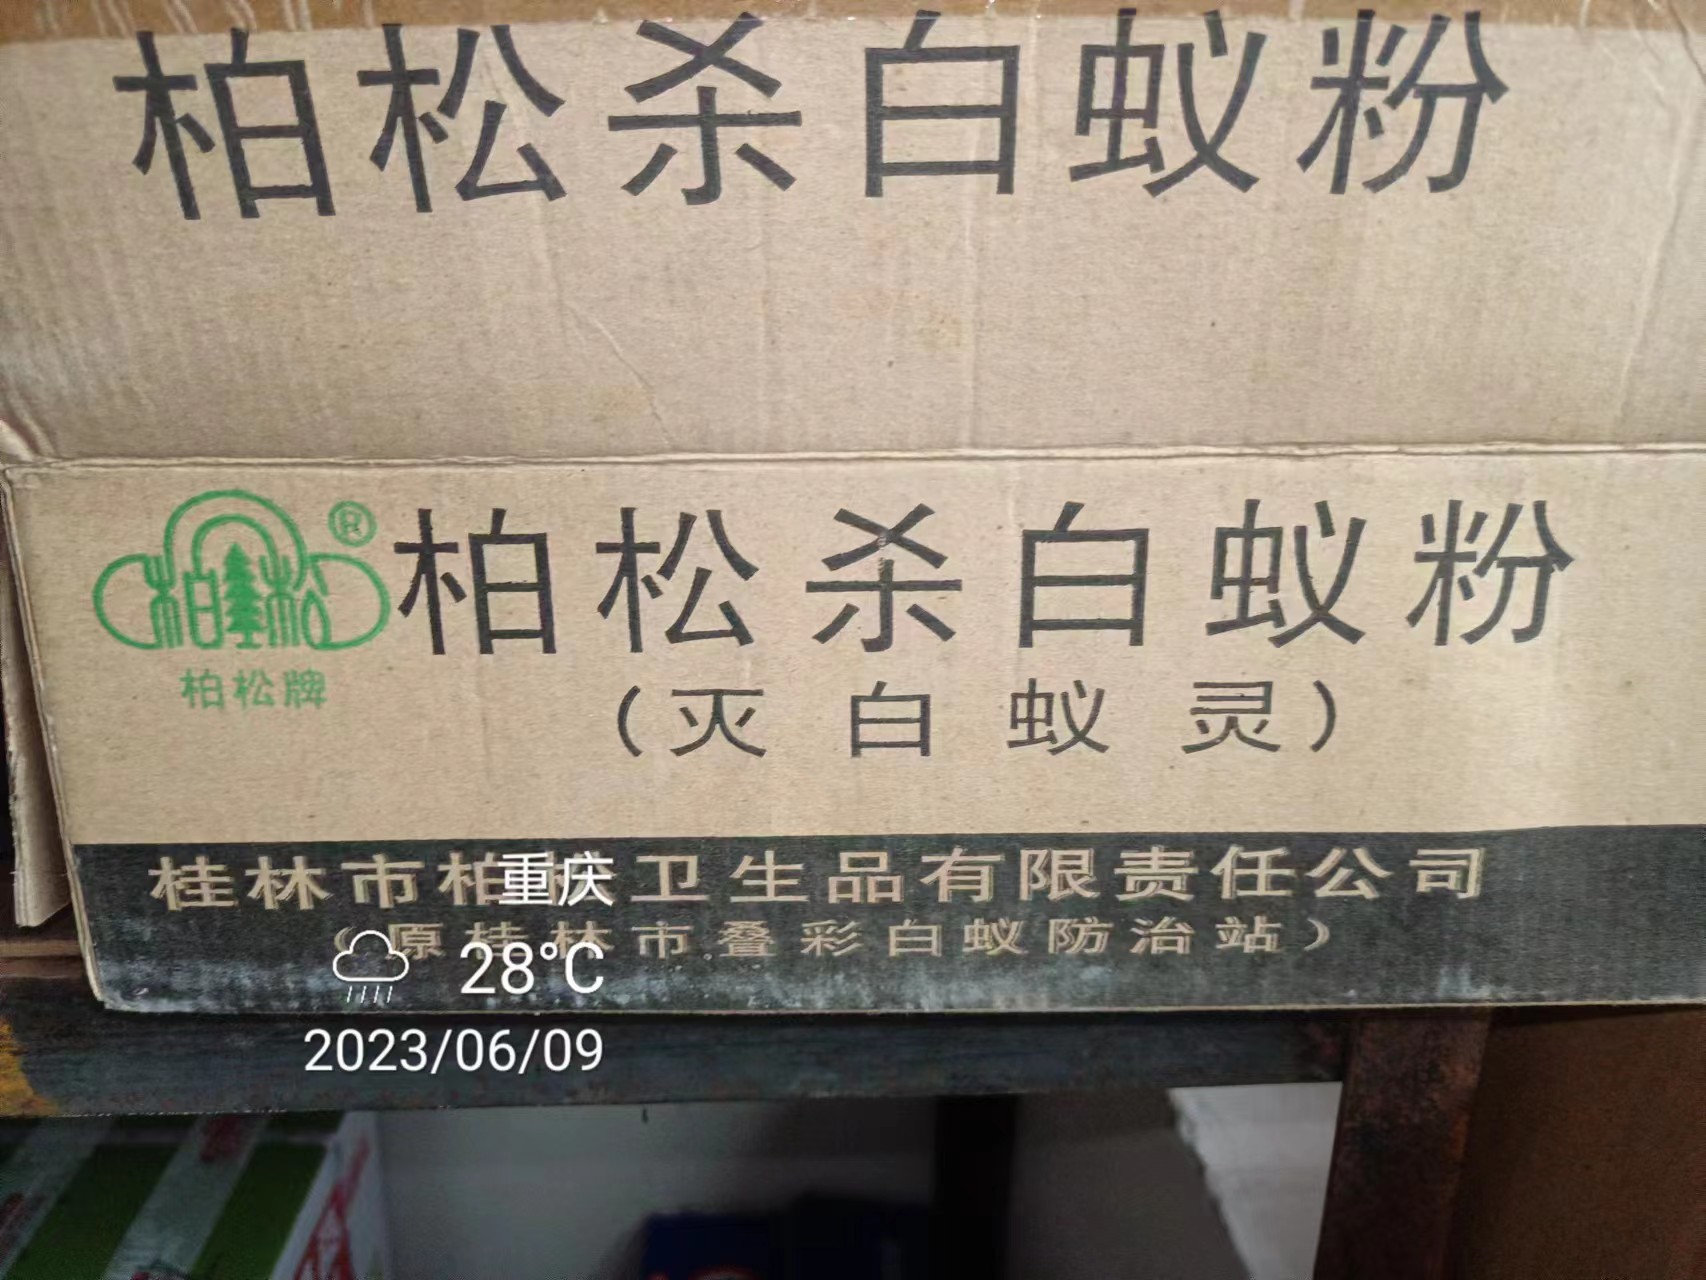 柏松杀白蚁粉
®
柏松
柏松牌
柏松杀白蚁粉
(灭白蚁灵)
桂林市柏 卫生品有限责任公司
(原桂林市叠彩白蚁防治站)
重庆
28°C
2023/06/09